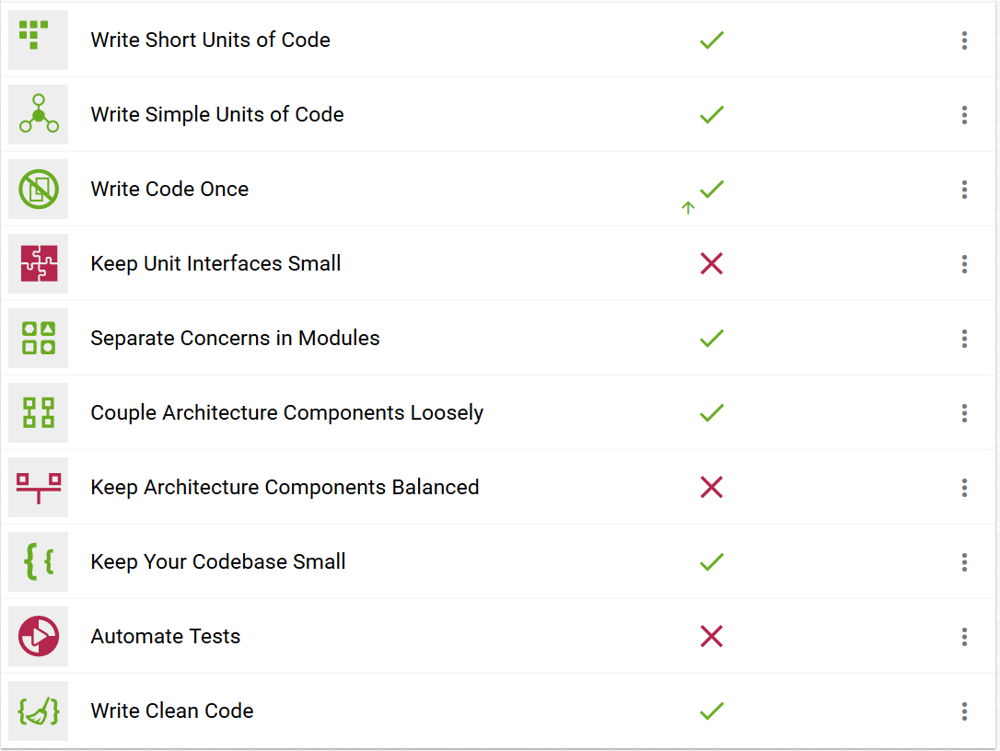 Write Short Units of Code
Write Simple Units of Code
Write Code Once
Keep Unit Interfaces Small
Separate Concerns in Modules
Couple Architecture Components Loosely
Keep Architecture Components Balanced
Keep Your Codebase Small
Automate Tests
Write Clean Code